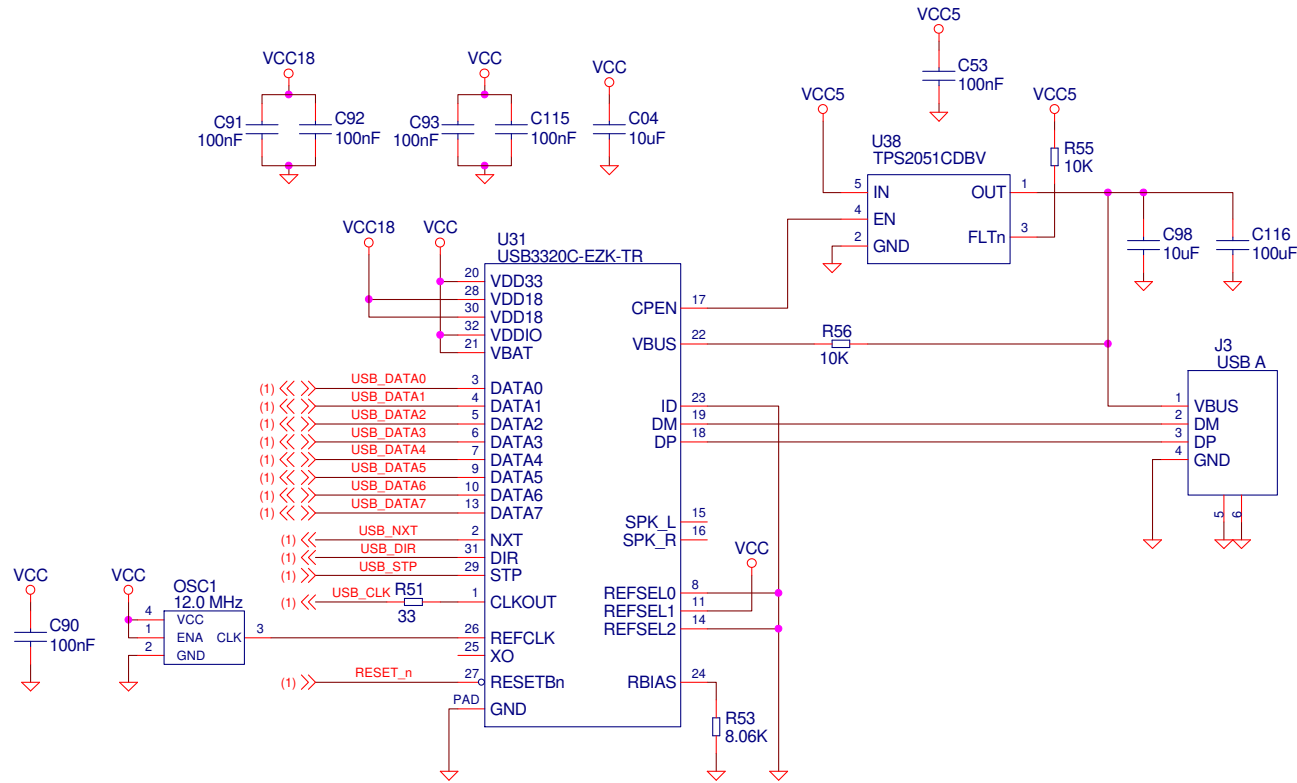 VCC5
C53
100nF
VCC18
C91
100nF
C92
100nF
VCC
C93
100nF
C115
100nF
VCC
C04
10uF
VCC5
VCC5
R55
10K
U38
TPS2051CDBV
5 IN
4 EN
2 GND
OUT 1
FLTn 3
C98
10uF
C116
100uF
VCC18
VCC
U31
USB3320C-EZK-TR
20 VDD33
28 VDD18
30 VDD18
32 VDDIO
21 VBAT
(1) USB_DATA0 3 DATA0
(1) USB_DATA1 4 DATA1
(1) USB_DATA2 5 DATA2
(1) USB_DATA3 6 DATA3
(1) USB_DATA4 7 DATA4
(1) USB_DATA5 9 DATA5
(1) USB_DATA6 10 DATA6
(1) USB_DATA7 13 DATA7
(1) USB_NXT 2 NXT
(1) USB_DIR 31 DIR
(1) USB_STP 29 STP
(1) USB_CLK R51 1 CLKOUT
33
26 REFCLK
25 XO
(1) RESET_n 27 RESETBn
PAD GND
CPEN 17
VBUS 22
R56
10K
ID 23
DM 19
DP 18
SPK_L 15
SPK_R 16
VCC
REFSEL0 8
REFSEL1 11
REFSEL2 14
RBIAS 24
R53
8.06K
J3
USB A
1 VBUS
2 DM
3 DP
4 GND
5
6
VCC
C90
100nF
VCC
OSC1
12.0 MHz
4 VCC
1 ENA CLK 3
2 GND